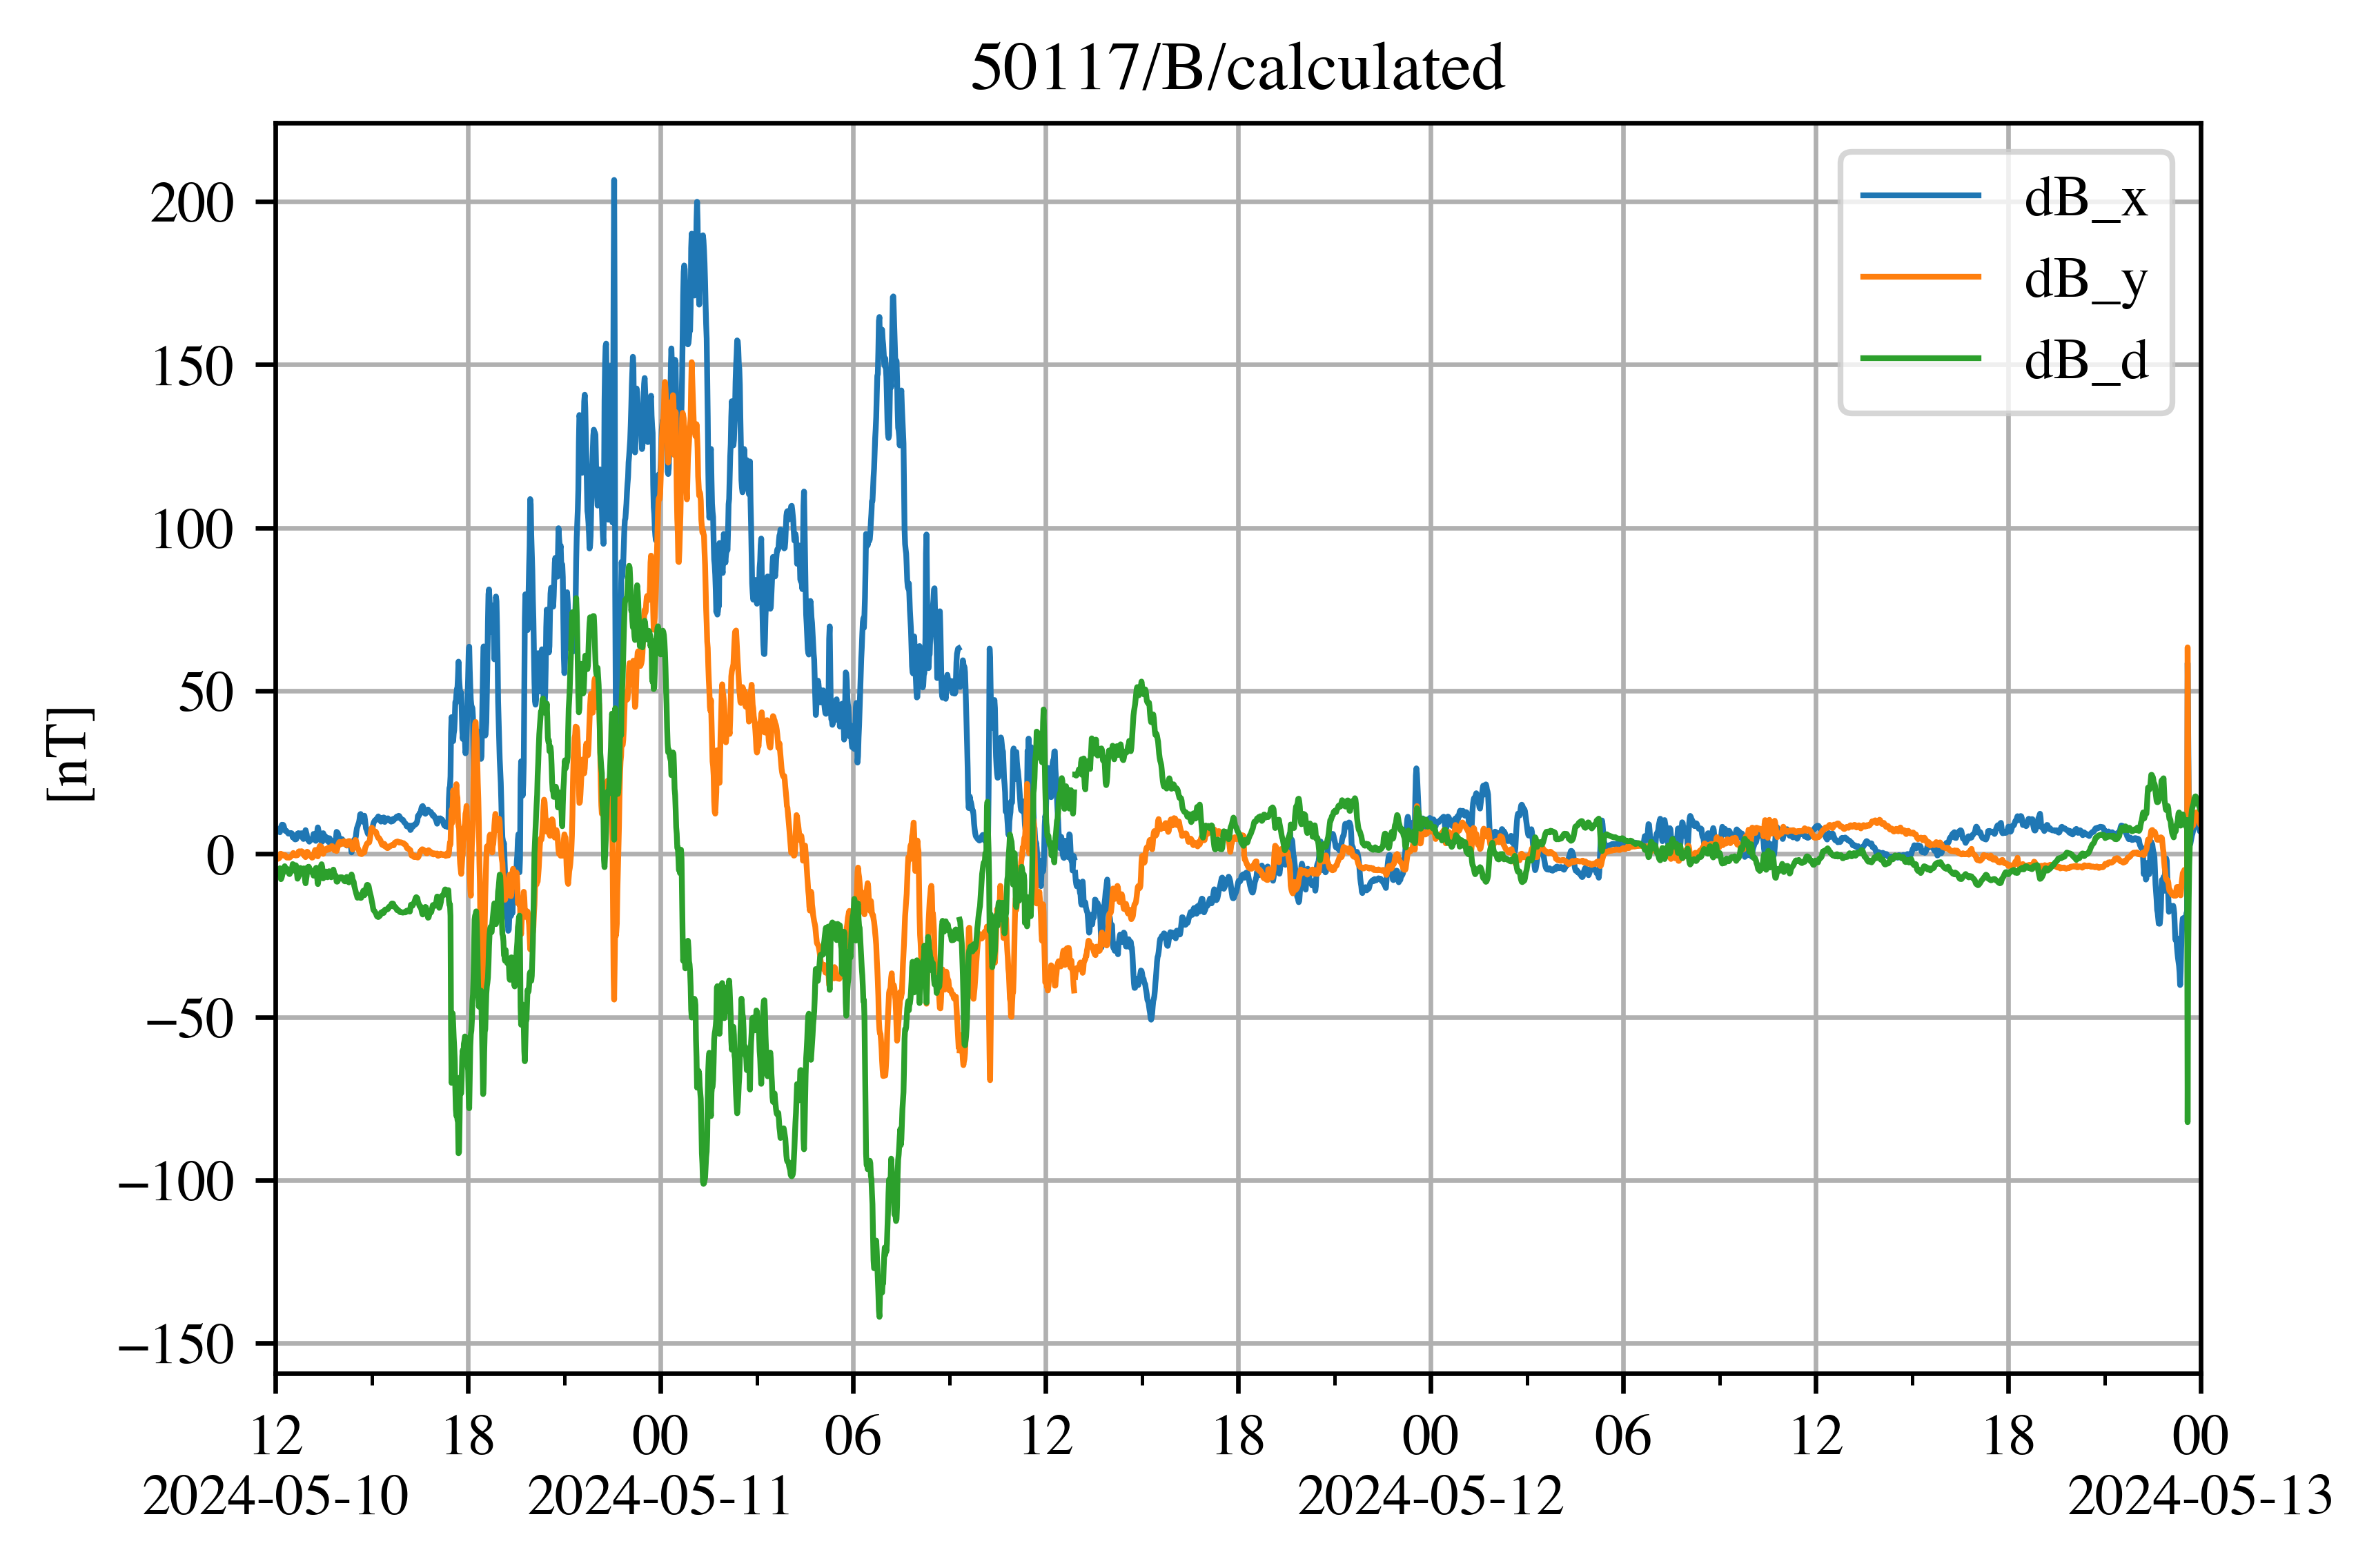 50117//B/calculated
200
150
100
50
0
−50
−100
−150
[nT]
dB_x
dB_y
dB_d
12 18 00 06 12 18 00 06 12 18 00
2024-05-10 2024-05-11 2024-05-12 2024-05-13